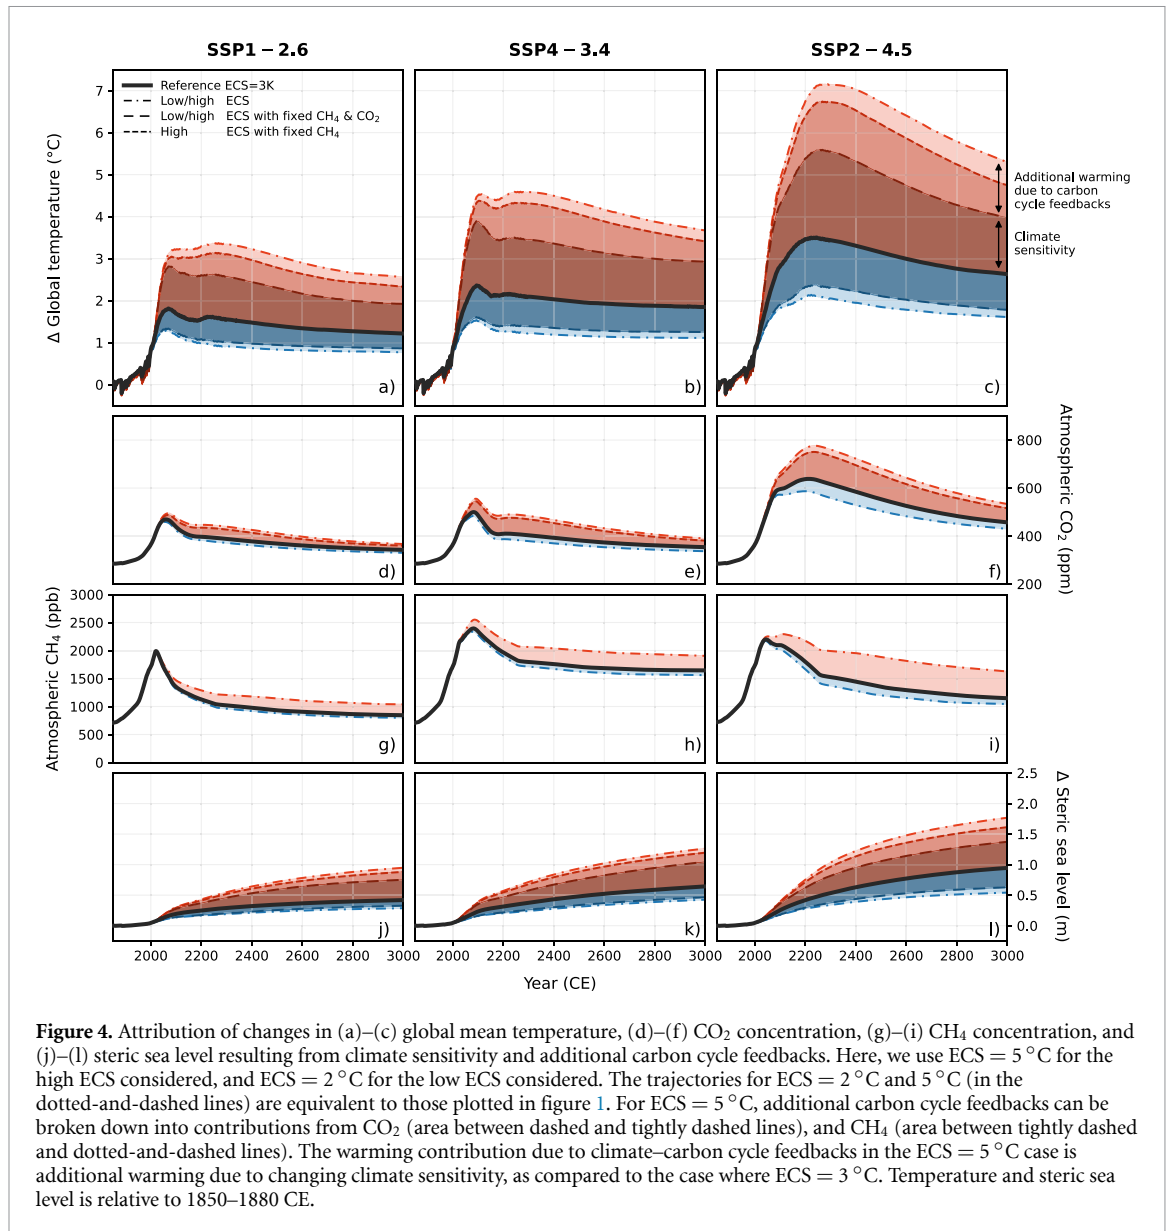 SSP1 – 2.6
SSP4 – 3.4
SSP2 – 4.5
Δ Global temperature (°C)
7
6
5
4
3
2
1
0
Reference ECS=3K
Low/high ECS
Low/high ECS with fixed CH₄ & CO₂
High ECS with fixed CH₄
a)
b)
c)
Additional warming
due to carbon
cycle feedbacks
Climate
sensitivity
d)
e)
f)
800
600
400
200
Atmospheric CO₂ (ppm)
Atmospheric CH₄ (ppb)
3000
2500
2000
1500
1000
500
0
g)
h)
i)
j)
k)
l)
2.5
2.0
1.5
1.0
0.5
0.0
Δ Steric sea level (m)
2000 2200 2400 2600 2800 3000
2000 2200 2400 2600 2800 3000
2000 2200 2400 2600 2800 3000
Year (CE)
Figure 4. Attribution of changes in (a)–(c) global mean temperature, (d)–(f) CO₂ concentration, (g)–(i) CH₄ concentration, and
(j)–(l) steric sea level resulting from climate sensitivity and additional carbon cycle feedbacks. Here, we use ECS = 5 °C for the
high ECS considered, and ECS = 2 °C for the low ECS considered. The trajectories for ECS = 2 °C and 5 °C (in the
dotted-and-dashed lines) are equivalent to those plotted in figure 1. For ECS = 5 °C, additional carbon cycle feedbacks can be
broken down into contributions from CO₂ (area between dashed and tightly dashed lines), and CH₄ (area between tightly dashed
and dotted-and-dashed lines). The warming contribution due to climate–carbon cycle feedbacks in the ECS = 5 °C case is
additional warming due to changing climate sensitivity, as compared to the case where ECS = 3 °C. Temperature and steric sea
level is relative to 1850–1880 CE.